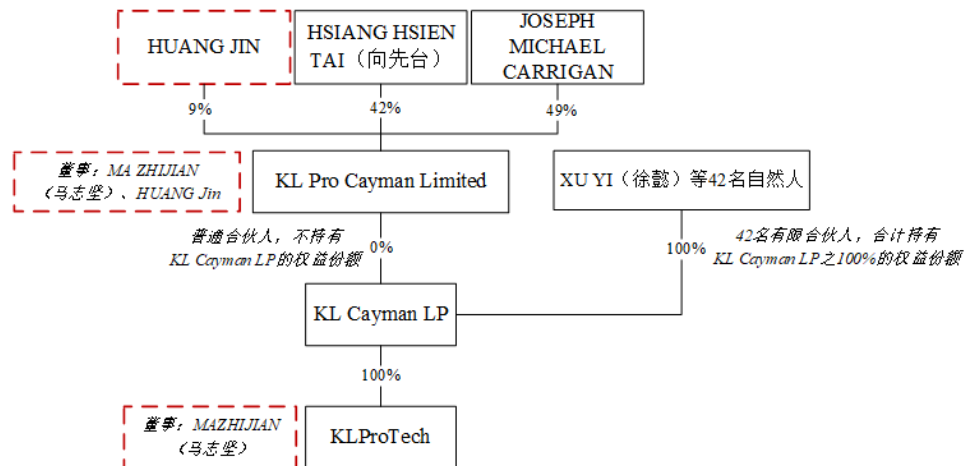 HUANG JIN
HSIANG HSIEN
TAI（向先台）
JOSEPH
MICHAEL
CARRIGAN
9%
42%
49%
董事：MA ZHIJIAN
（马志坚）、HUANG Jin
KL Pro Cayman Limited
XU YI（徐懿）等42名自然人
普通合伙人，不持有
KL Cayman LP的权益份额
0%
100%
42名有限合伙人，合计持有
KL Cayman LP之100%的权益份额
KL Cayman LP
100%
董事：MAZHIJIAN
（马志坚）
KLProTech